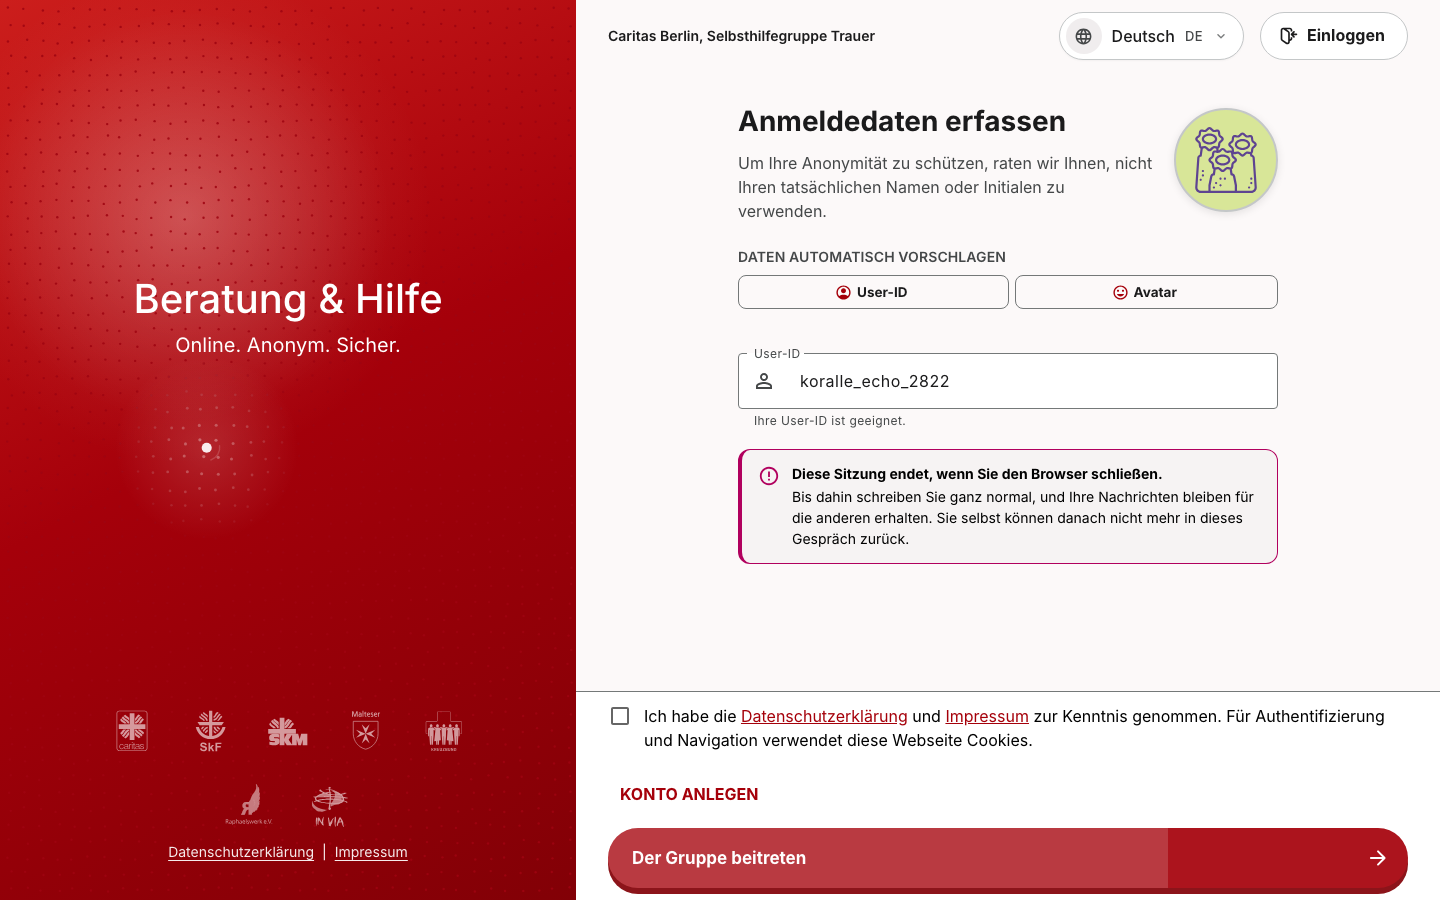 Beratung & Hilfe
Online. Anonym. Sicher.
caritas
SkF
SKM
Malteser
KREUZBUND
Raphaelswerk e.V.
IN VIA
Datenschutzerklärung | Impressum
Caritas Berlin, Selbsthilfegruppe Trauer
Deutsch DE
Einloggen
Anmeldedaten erfassen
Um Ihre Anonymität zu schützen, raten wir Ihnen, nicht
Ihren tatsächlichen Namen oder Initialen zu
verwenden.
DATEN AUTOMATISCH VORSCHLAGEN
User-ID
Avatar
User-ID
koralle_echo_2822
Ihre User-ID ist geeignet.
Diese Sitzung endet, wenn Sie den Browser schließen.
Bis dahin schreiben Sie ganz normal, und Ihre Nachrichten bleiben für
die anderen erhalten. Sie selbst können danach nicht mehr in dieses
Gespräch zurück.
Ich habe die Datenschutzerklärung und Impressum zur Kenntnis genommen. Für Authentifizierung
und Navigation verwendet diese Webseite Cookies.
KONTO ANLEGEN
Der Gruppe beitreten